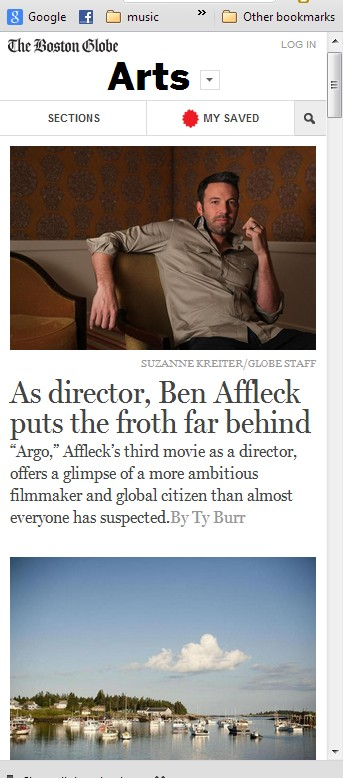 Google music » Other bookmarks
The Boston Globe LOG IN
Arts
SECTIONS MY SAVED
SUZANNE KREITER/GLOBE STAFF
As director, Ben Affleck
puts the froth far behind
“Argo,” Affleck’s third movie as a director,
offers a glimpse of a more ambitious
filmmaker and global citizen than almost
everyone has suspected.By Ty Burr